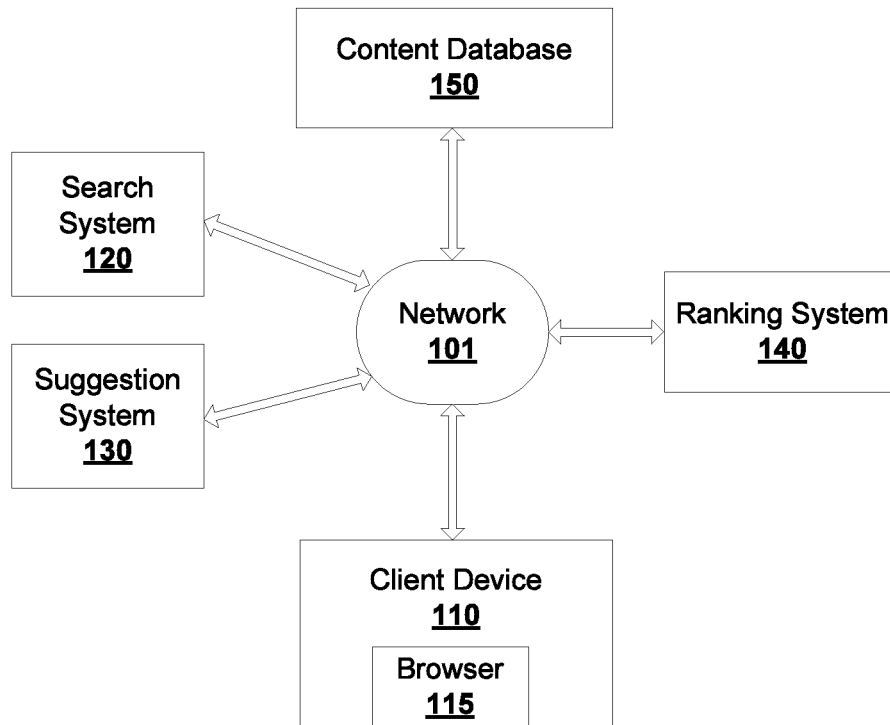 Content Database
150
Search
System
120
Network
101
Ranking System
140
Suggestion
System
130
Client Device
110
Browser
115